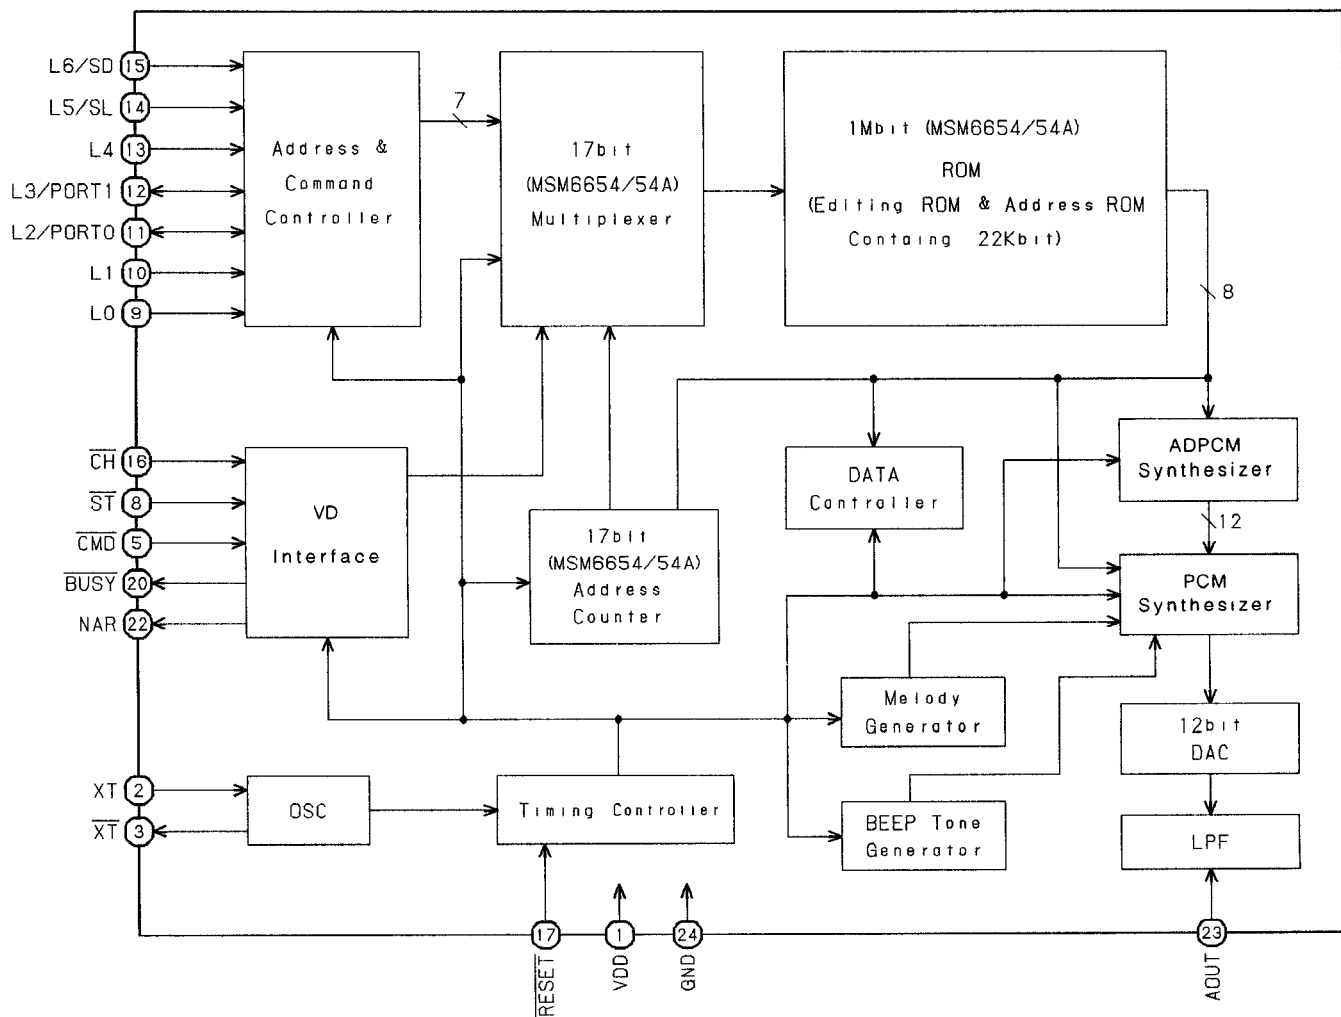 L6/SD 15
L5/SL 14
L4 13
L3/PORT1 12
L2/PORT0 11
L1 10
L0 9
Address &
Command
Controller
7
17bit
(MSM6654/54A)
Multiplexer
1Mbit (MSM6654/54A)
ROM
(Editing ROM & Address ROM
Containg 22Kbit)
8
CH 16
ST 8
CMD 5
BUSY 20
NAR 22
VD
Interface
17bit
(MSM6654/54A)
Address
Counter
DATA
Controller
ADPCM
Synthesizer
12
PCM
Synthesizer
Melody
Generator
12bit
DAC
XT 2
XT 3
OSC
Timing Controller
BEEP Tone
Generator
LPF
17
RESET
1
VDD
24
GND
23
AOUT